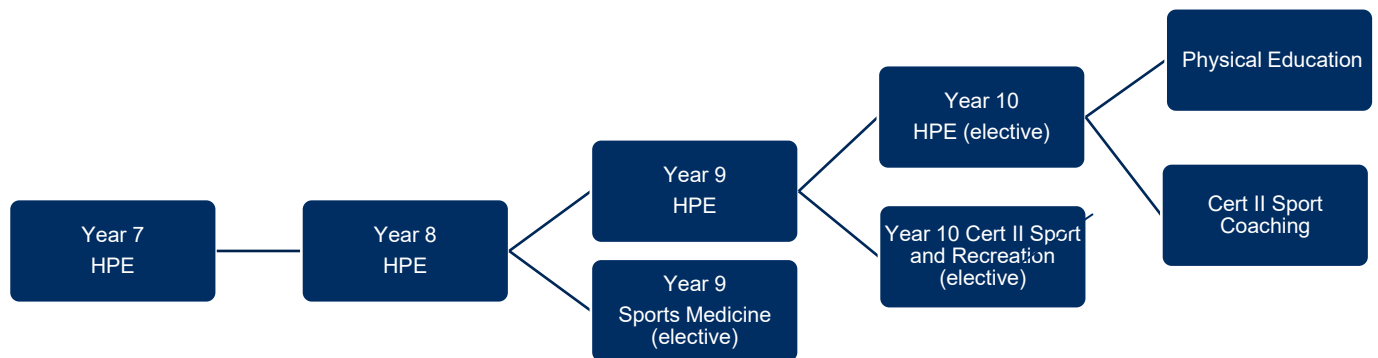 Year 7
HPE
Year 8
HPE
Year 9
HPE
Year 9
Sports Medicine
(elective)
Year 10
HPE (elective)
Year 10 Cert II Sport
and Recreation
(elective)
Physical Education
Cert II Sport
Coaching